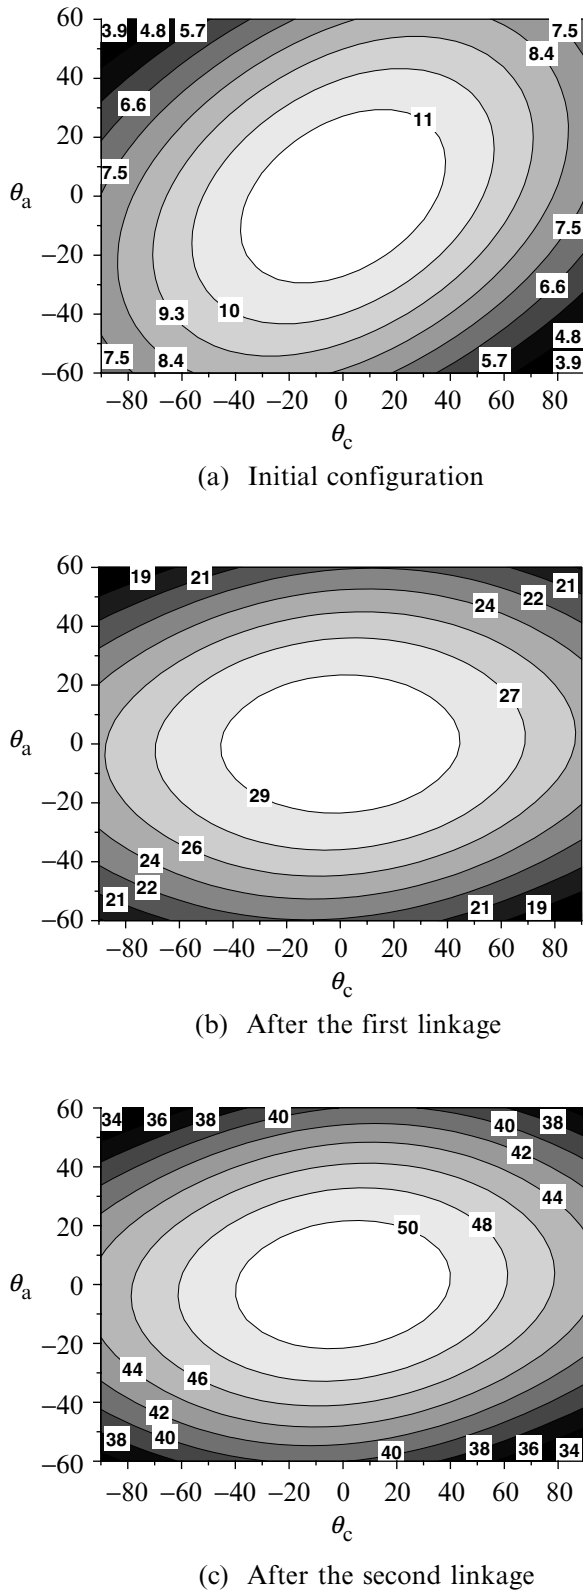 60
3.9 4.8 5.7 7.5
8.4
40
6.6
20
11
7.5
θa
0
7.5
−20
6.6
−40
9.3 10
4.8
7.5 8.4 5.7 3.9
−60
−80 −60 −40 −20 0 20 40 60 80
θc
(a) Initial configuration
60
19 21 21
24 22
40
20
27
θa
0
29
−20
26
−40
24
22
21 21 19
−60
−80 −60 −40 −20 0 20 40 60 80
θc
(b) After the first linkage
60
34 36 38 40 40 38
42
40
44
20
50 48
θa
0
−20
44 46
−40
42
38 40 40 38 36 34
−60
−80 −60 −40 −20 0 20 40 60 80
θc
(c) After the second linkage